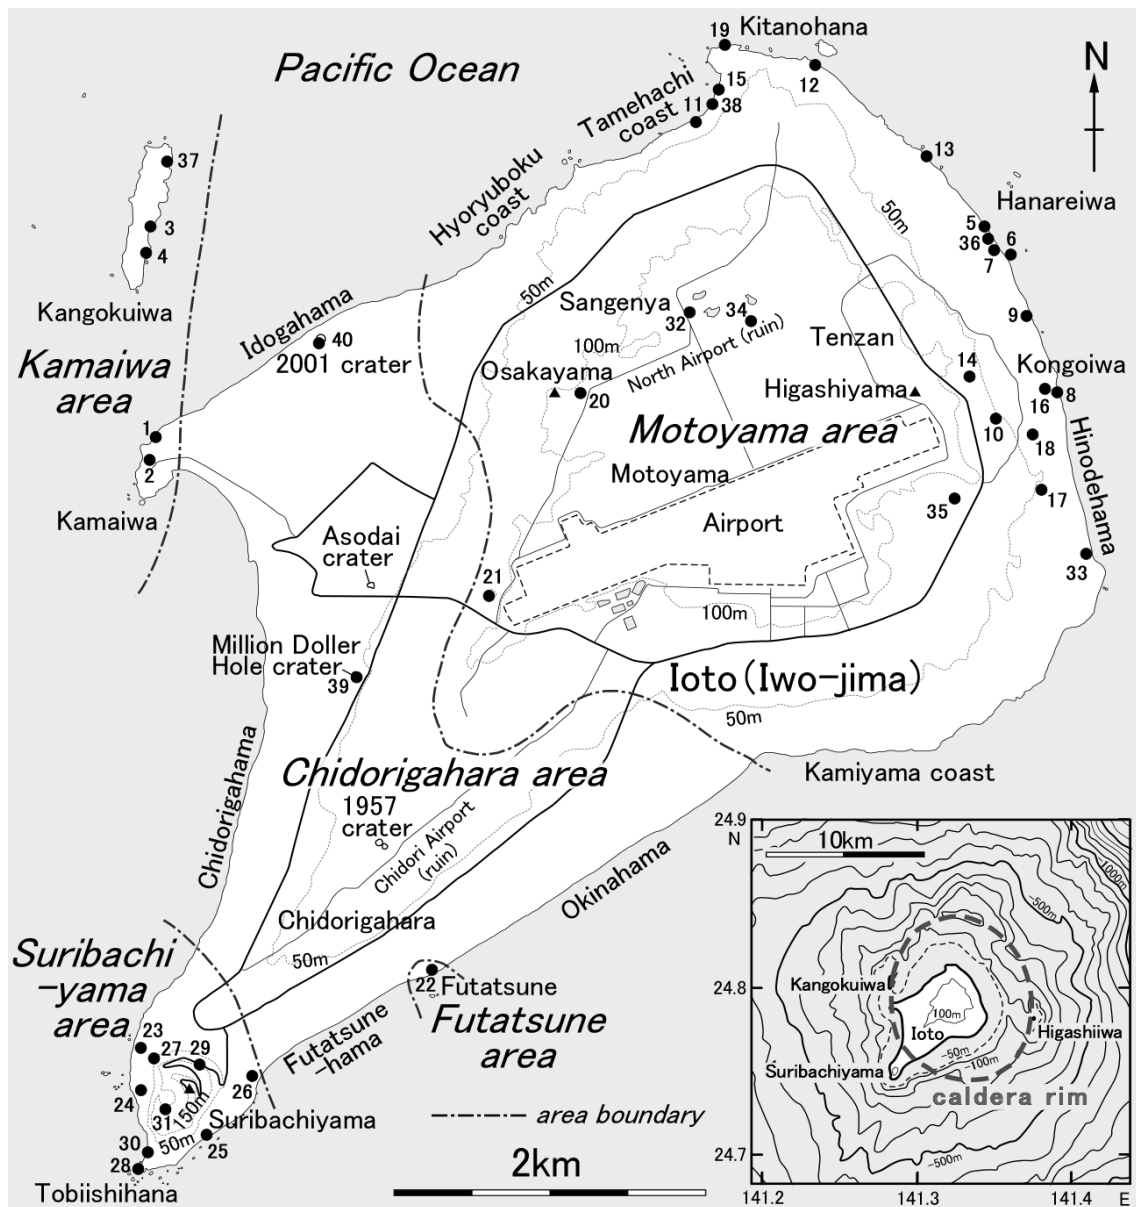 Pacific Ocean
19
Kitanohana
N
Tamehachi
coast
15
38
11
12
13
37
Hyoryuboku
coast
50m
Hanareiwa
3
4
5
36
7
6
Kangokuiwa
Idogahama
50m
Sangenya
32
34
9
Tenzan
40
2001 crater
100m
North Airport (ruin)
Kamaiwa
area
Osakayama
20
Higashiyama
14
Kongoiwa
16
8
1
2
Motoyama area
10
18
Hinodehama
Kamaiwa
Motoyama
17
35
Asodai
crater
Airport
33
21
100m
Million Doller
Hole crater
39
Ioto (Iwo-jima)
50m
Chidorigahama
Chidorigahara area
Kamiyama coast
1957
crater
Chidori Airport
(ruin)
Okinahama
Chidorigahara
50m
Suribachi
-yama
area
22
Futatsune
Futatsune
area
Futatsune
-hama
23
27
29
24
26
31
150m
Suribachiyama
50m
25
30
28
Tobiishihana
area boundary
2km
24.9
N
10km
-1000m
-500m
24.8
Kangokuiwa
100m
Ioto
Higashiiwa
-50m
-100m
Suribachiyama
caldera rim
-500m
24.7
141.2
141.3
141.4
E